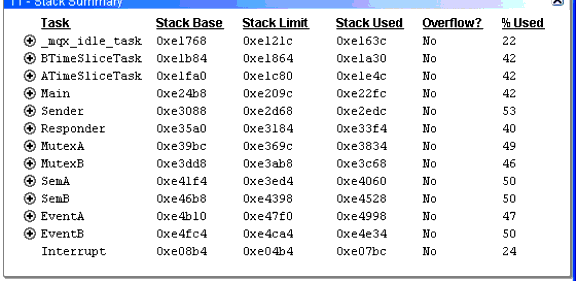 11 - Stack Summary
Task Stack Base Stack Limit Stack Used Overflow? % Used
_mqx_idle_task 0xe1768 0xe121c 0xe163c No 22
BTimeSliceTask 0xe1b84 0xe1864 0xe1a30 No 42
ATimeSliceTask 0xe1fa0 0xe1c80 0xe1e4c No 42
Main 0xe24b8 0xe209c 0xe22fc No 42
Sender 0xe3088 0xe2d68 0xe2edc No 53
Responder 0xe35a0 0xe3184 0xe33f4 No 40
MutexA 0xe39bc 0xe369c 0xe3834 No 49
MutexB 0xe3dd8 0xe3ab8 0xe3c68 No 46
SemA 0xe41f4 0xe3ed4 0xe4060 No 50
SemB 0xe46b8 0xe4398 0xe4528 No 50
EventA 0xe4b10 0xe47f0 0xe4998 No 47
EventB 0xe4fc4 0xe4ca4 0xe4e34 No 50
Interrupt 0xe08b4 0xe04b4 0xe07bc No 24